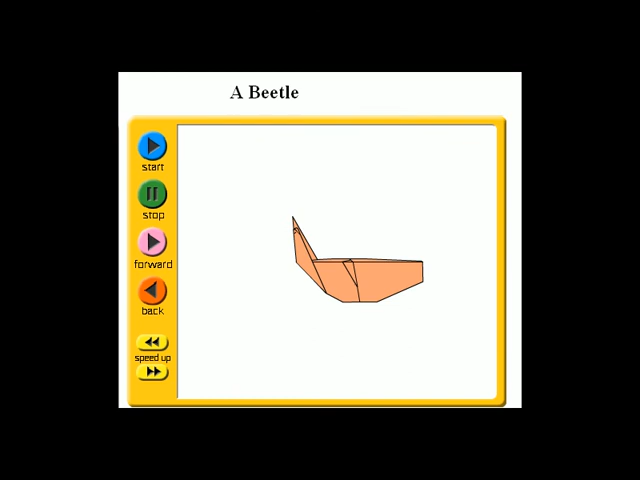 A Beetle
start
stop
forward
back
speed up